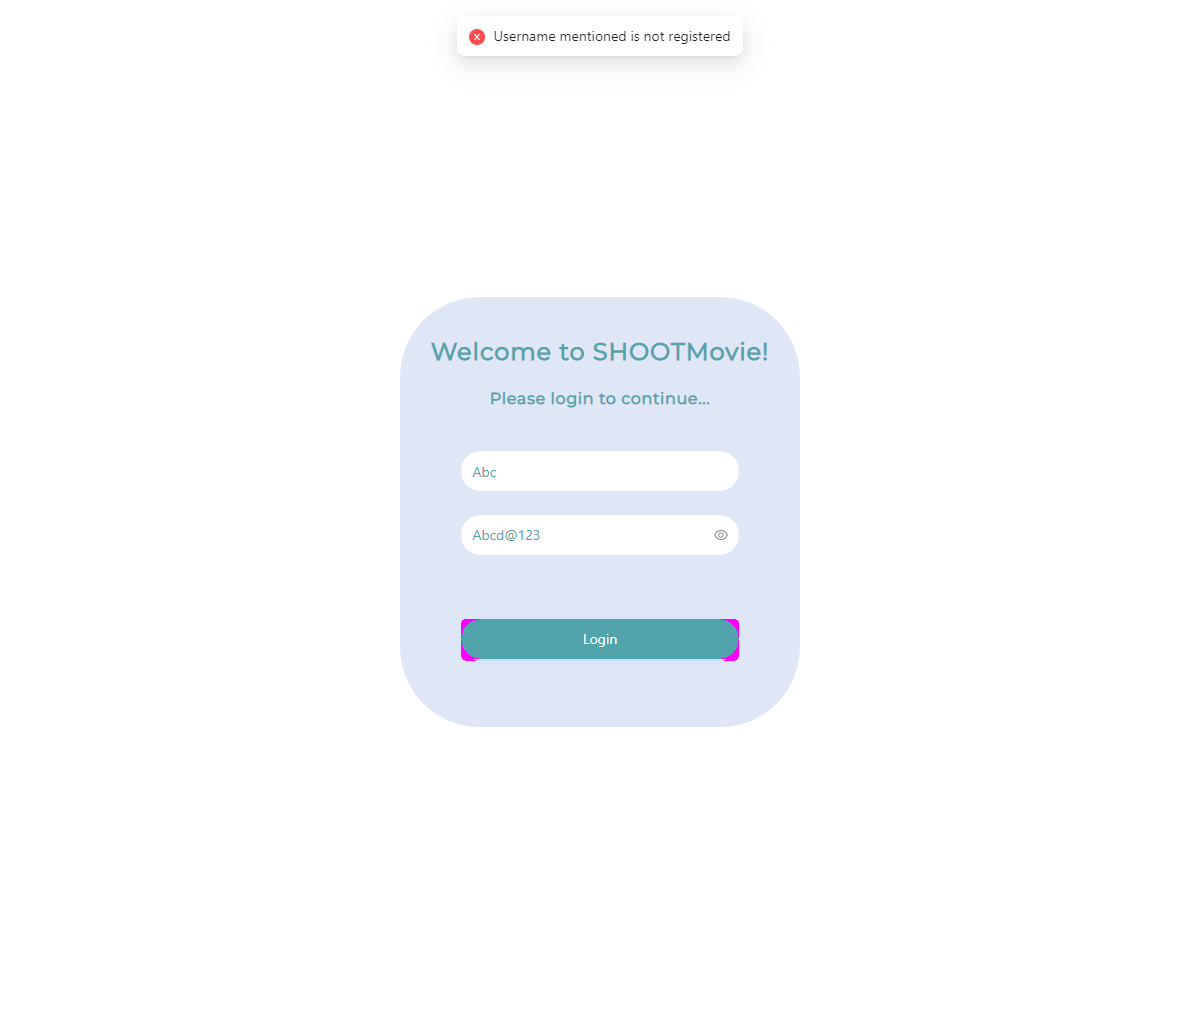 Username mentioned is not registered
Welcome to SHOOTMovie!
Please login to continue...
Abc
Abcd@123
Login